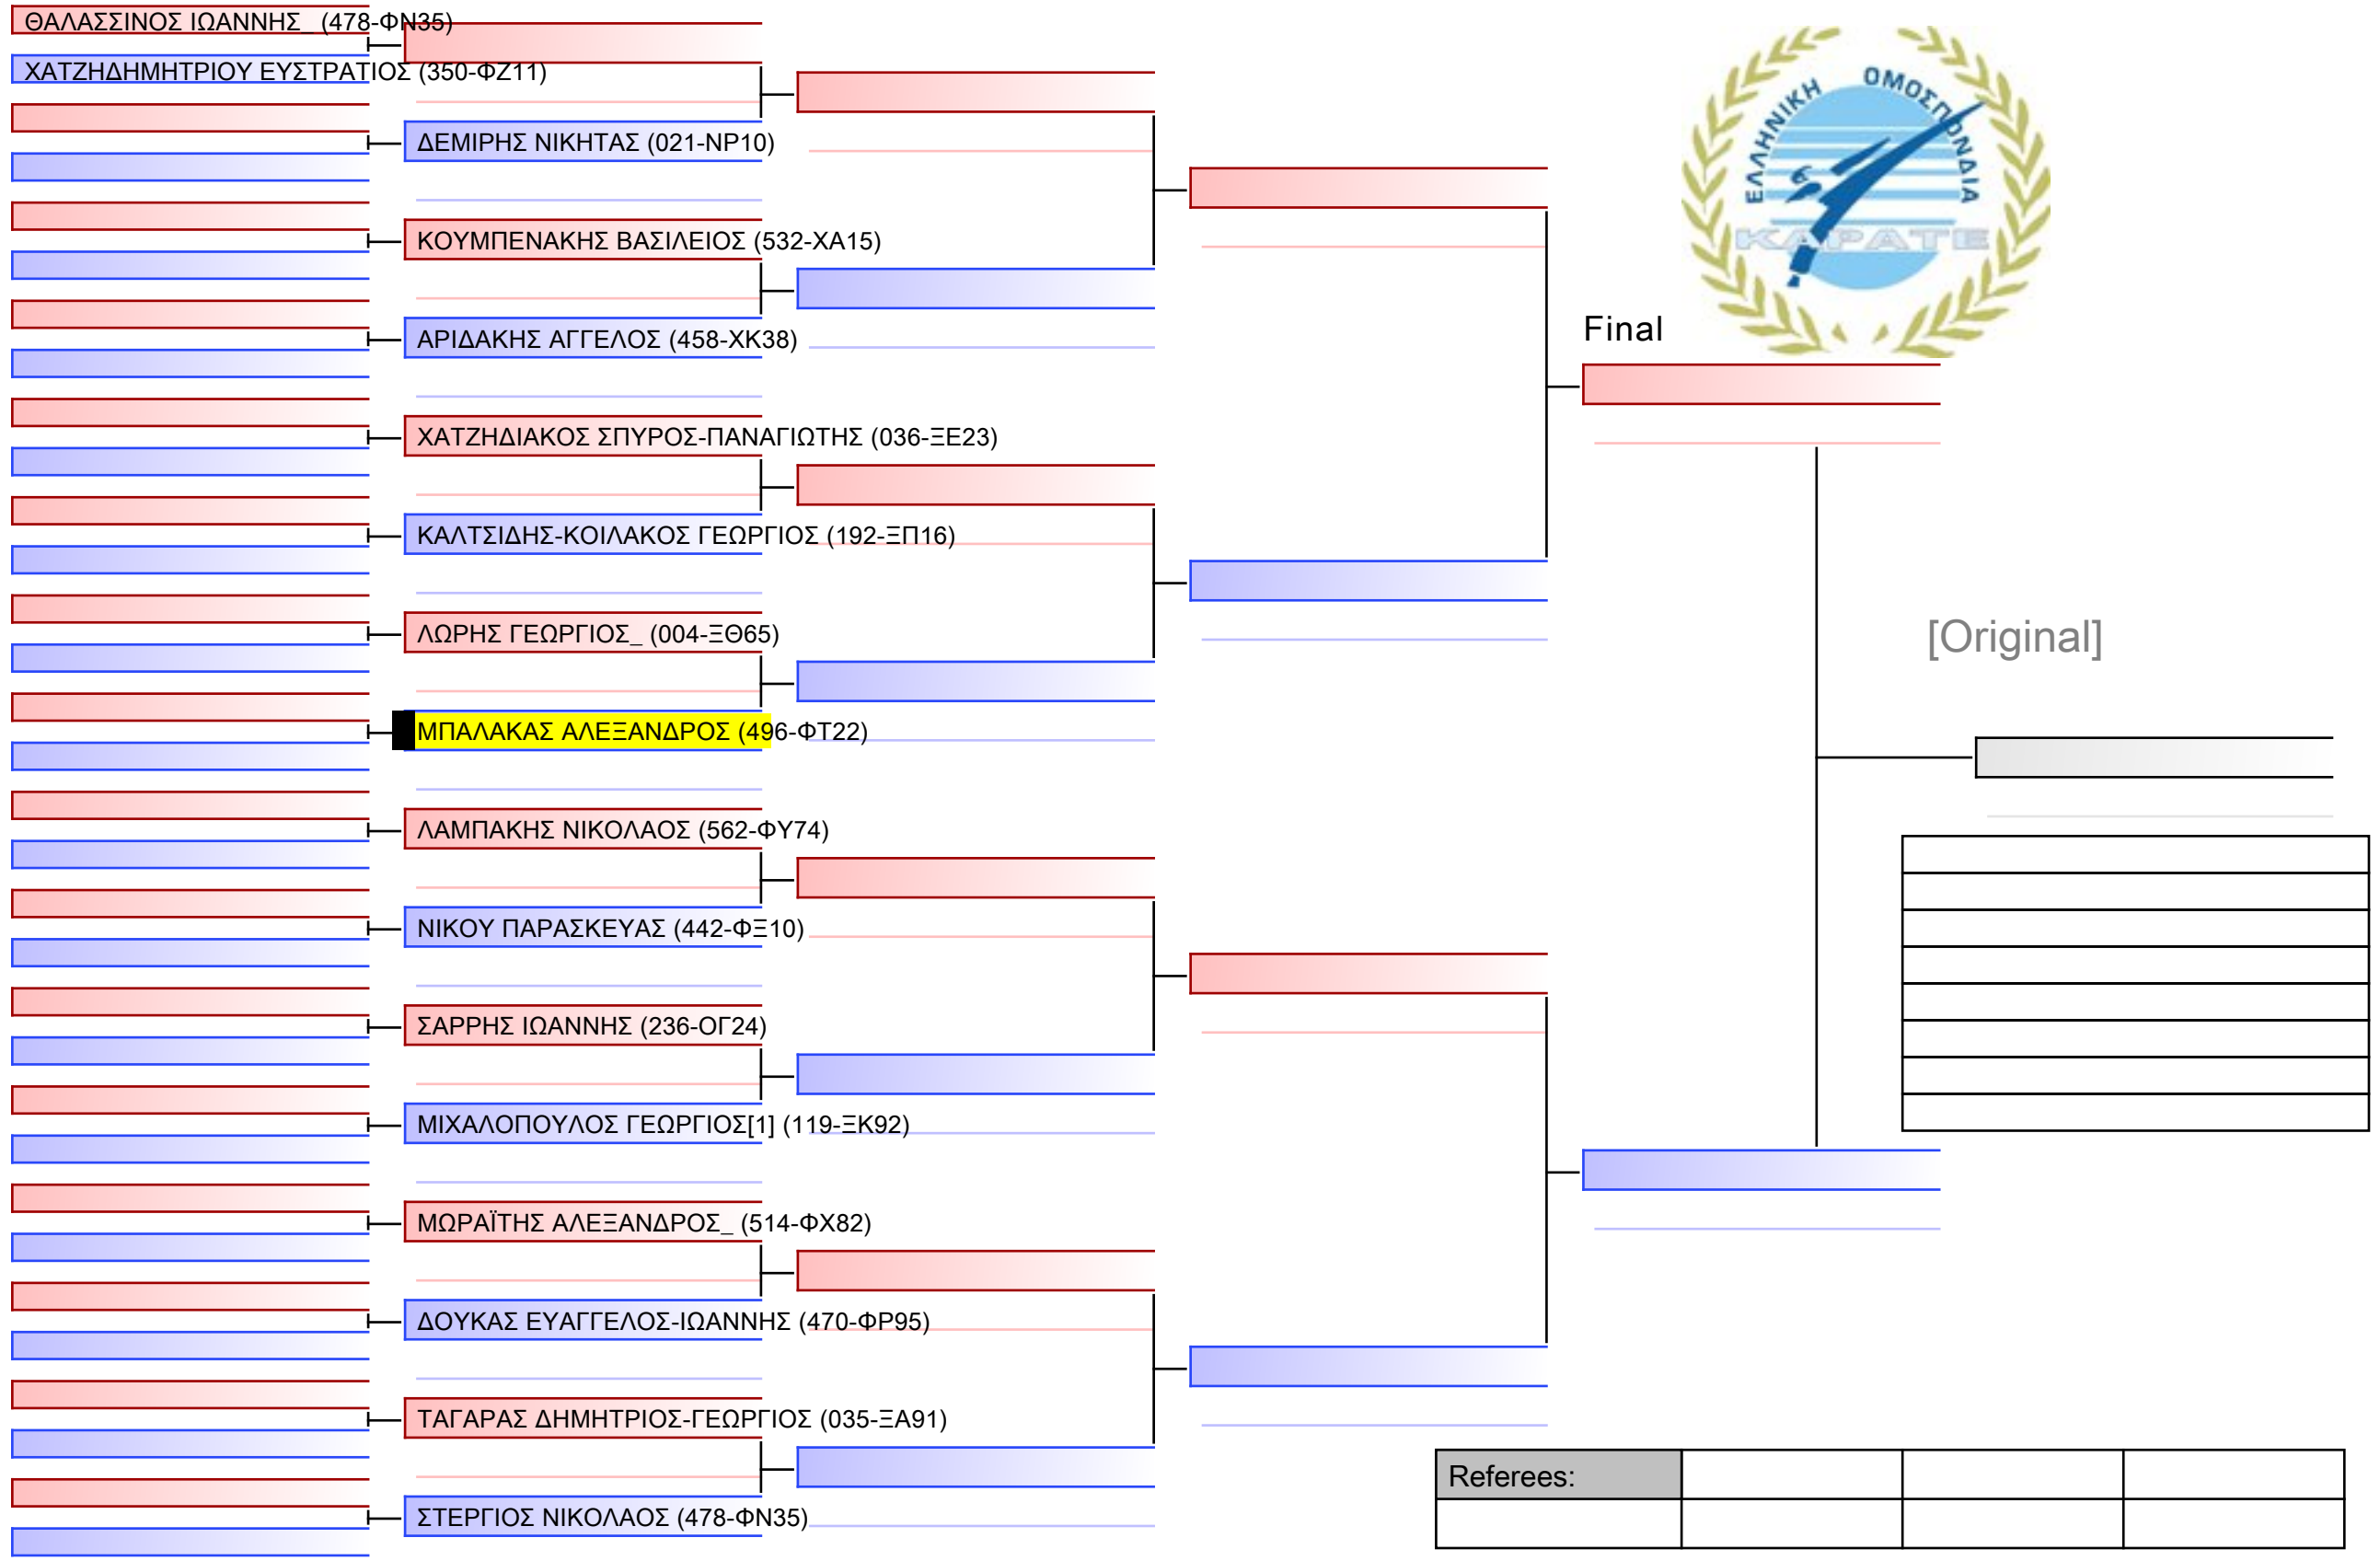 ΘΑΛΑΣΣΙΝΟΣ ΙΩΑΝΝΗΣ_ (478-ΦΝ35)
ΧΑΤΖΗΔΗΜΗΤΡΙΟΥ ΕΥΣΤΡΑΤΙΟΣ (350-ΦΖ11)
ΔΕΜΙΡΗΣ ΝΙΚΗΤΑΣ (021-ΝΡ10)
ΚΟΥΜΠΕΝΑΚΗΣ ΒΑΣΙΛΕΙΟΣ (532-ΧΑ15)
ΑΡΙΔΑΚΗΣ ΑΓΓΕΛΟΣ (458-ΧΚ38)
ΧΑΤΖΗΔΙΑΚΟΣ ΣΠΥΡΟΣ-ΠΑΝΑΓΙΩΤΗΣ (036-ΞΕ23)
ΚΑΛΤΣΙΔΗΣ-ΚΟΙΛΑΚΟΣ ΓΕΩΡΓΙΟΣ (192-ΞΠ16)
ΛΩΡΗΣ ΓΕΩΡΓΙΟΣ_ (004-ΞΘ65)
ΜΠΑΛΑΚΑΣ ΑΛΕΞΑΝΔΡΟΣ (496-ΦΤ22)
ΛΑΜΠΑΚΗΣ ΝΙΚΟΛΑΟΣ (562-ΦΥ74)
ΝΙΚΟΥ ΠΑΡΑΣΚΕΥΑΣ (442-ΦΞ10)
ΣΑΡΡΗΣ ΙΩΑΝΝΗΣ (236-ΟΓ24)
ΜΙΧΑΛΟΠΟΥΛΟΣ ΓΕΩΡΓΙΟΣ[1] (119-ΞΚ92)
ΜΩΡΑΪΤΗΣ ΑΛΕΞΑΝΔΡΟΣ_ (514-ΦΧ82)
ΔΟΥΚΑΣ ΕΥΑΓΓΕΛΟΣ-ΙΩΑΝΝΗΣ (470-ΦΡ95)
ΤΑΓΑΡΑΣ ΔΗΜΗΤΡΙΟΣ-ΓΕΩΡΓΙΟΣ (035-ΞΑ91)
ΣΤΕΡΓΙΟΣ ΝΙΚΟΛΑΟΣ (478-ΦΝ35)
ΕΛΛΗΝΙΚΗ ΟΜΟΣΠΟΝΔΙΑ
ΚΑΡΑΤΕ
Final
[Original]
Referees: